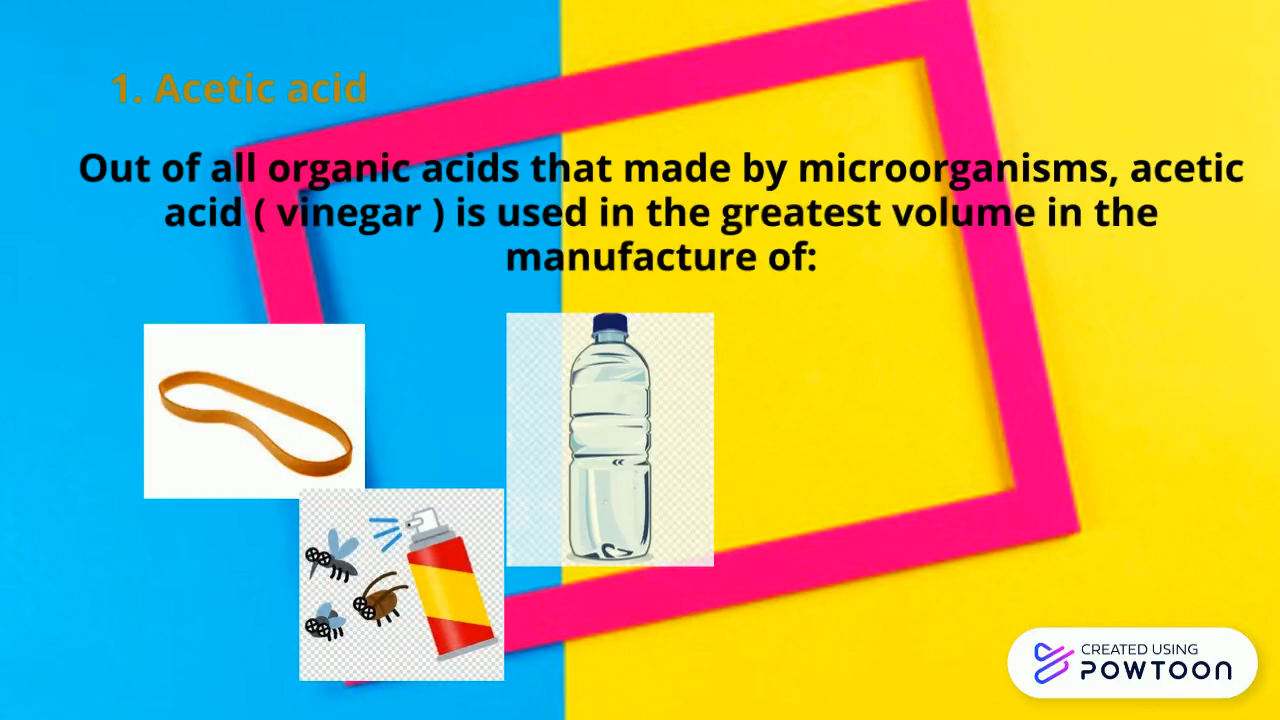 1. Acetic acid
Out of all organic acids that made by microorganisms, acetic
acid ( vinegar ) is used in the greatest volume in the
manufacture of:
CREATED USING
POWTOON